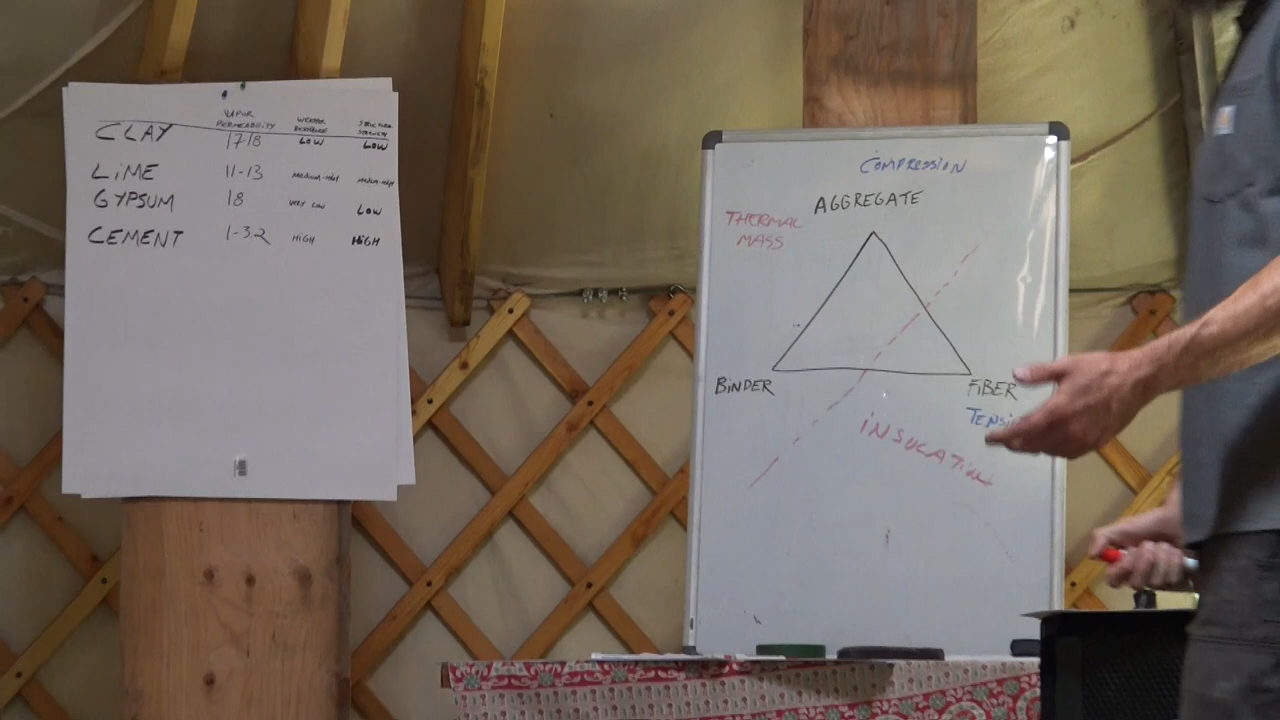 VAPOR PERMEABILITY
WEATHER RESISTANCE
STRUCTURAL STRENGTH
CLAY 17-18 LOW LOW
LIME 11-13 MEDIUM-HIGH MEDIUM-HIGH
GYPSUM 18 VERY LOW LOW
CEMENT 1-3.2 HIGH HIGH
COMPRESSION
AGGREGATE
THERMAL
MASS
BINDER
FIBER
INSULATION